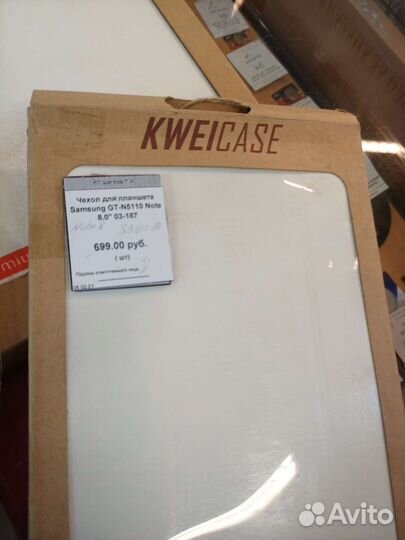 KWEICASE
ИП Щеглов П.И.
Чехол для планшета
Samsung GT-N5110 Note
8.0" 03-187
Note 8
699.00 руб.
( шт)
Подпись ответственного лица
05.02.21
Avito